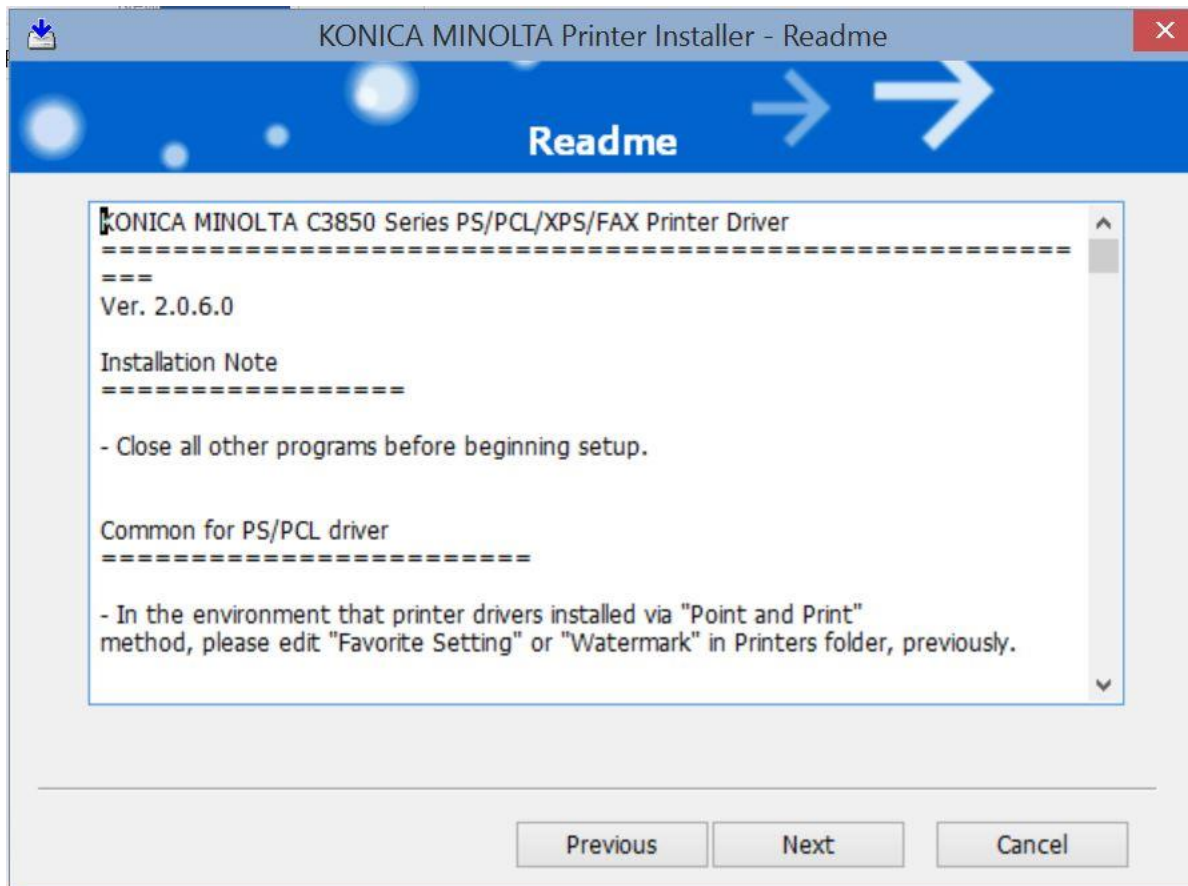 KONICA MINOLTA Printer Installer - Readme
Readme
KONICA MINOLTA C3850 Series PS/PCL/XPS/FAX Printer Driver
======================================================
===
Ver. 2.0.6.0
Installation Note
=================
- Close all other programs before beginning setup.
Common for PS/PCL driver
========================
- In the environment that printer drivers installed via "Point and Print"
method, please edit "Favorite Setting" or "Watermark" in Printers folder, previously.
Previous
Next
Cancel